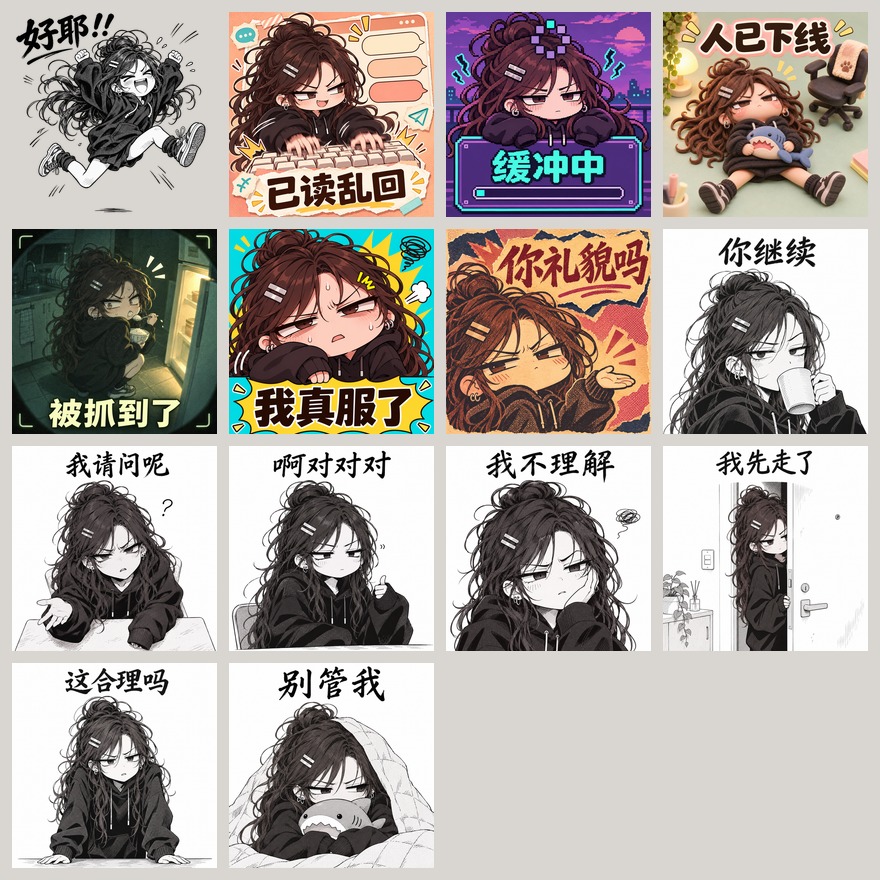 好耶!!
已读乱回
缓冲中
人已下线
被抓到了
我真服了
你礼貌吗
你继续
我请问呢
?
啊对对对
我不理解
我先走了
这合理吗
别管我